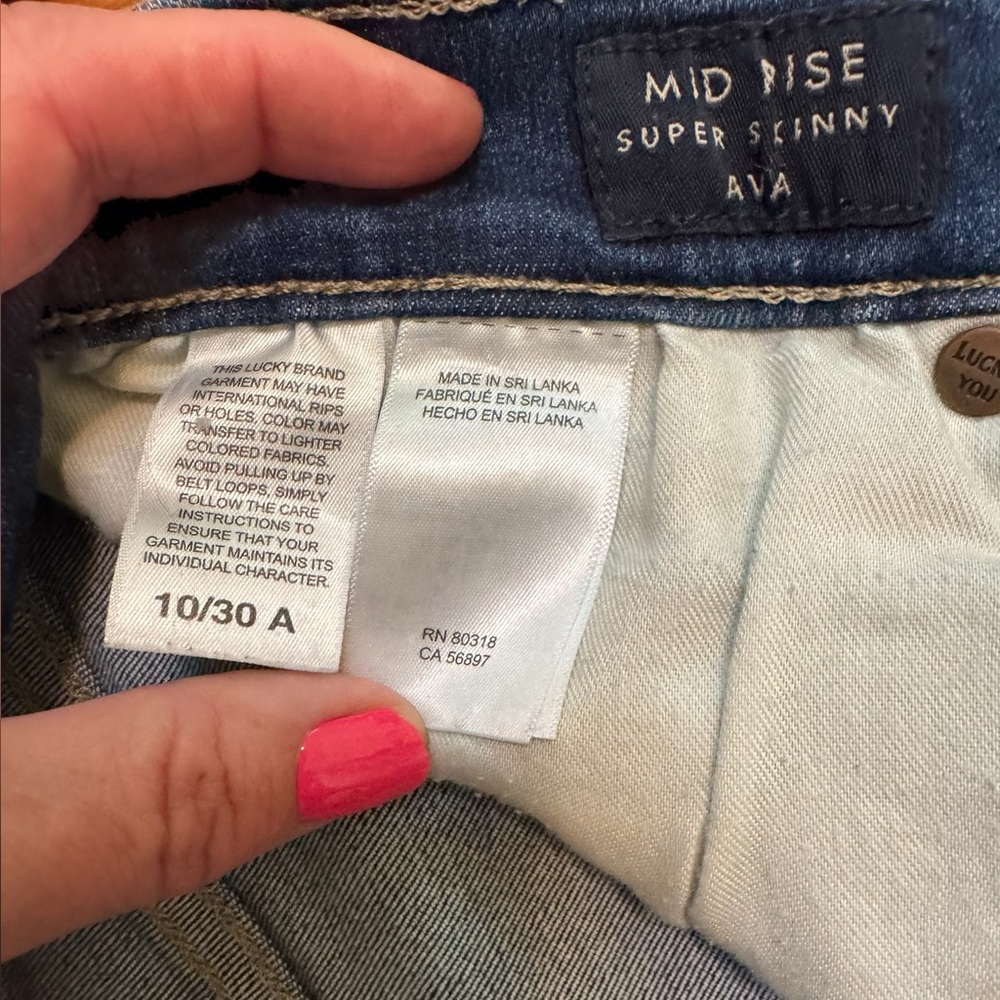 MID RISE
SUPER SKINNY
AVA
THIS LUCKY BRAND
GARMENT MAY HAVE
INTERNATIONAL RIPS
OR HOLES. COLOR MAY
TRANSFER TO LIGHTER
COLORED FABRICS.
AVOID PULLING UP BY
BELT LOOPS, SIMPLY
FOLLOW THE CARE
INSTRUCTIONS TO
ENSURE THAT YOUR
GARMENT MAINTAINS ITS
INDIVIDUAL CHARACTER.
10/30 A
MADE IN SRI LANKA
FABRIQUÉ EN SRI LANKA
HECHO EN SRI LANKA
RN 80318
CA 56897
YOU